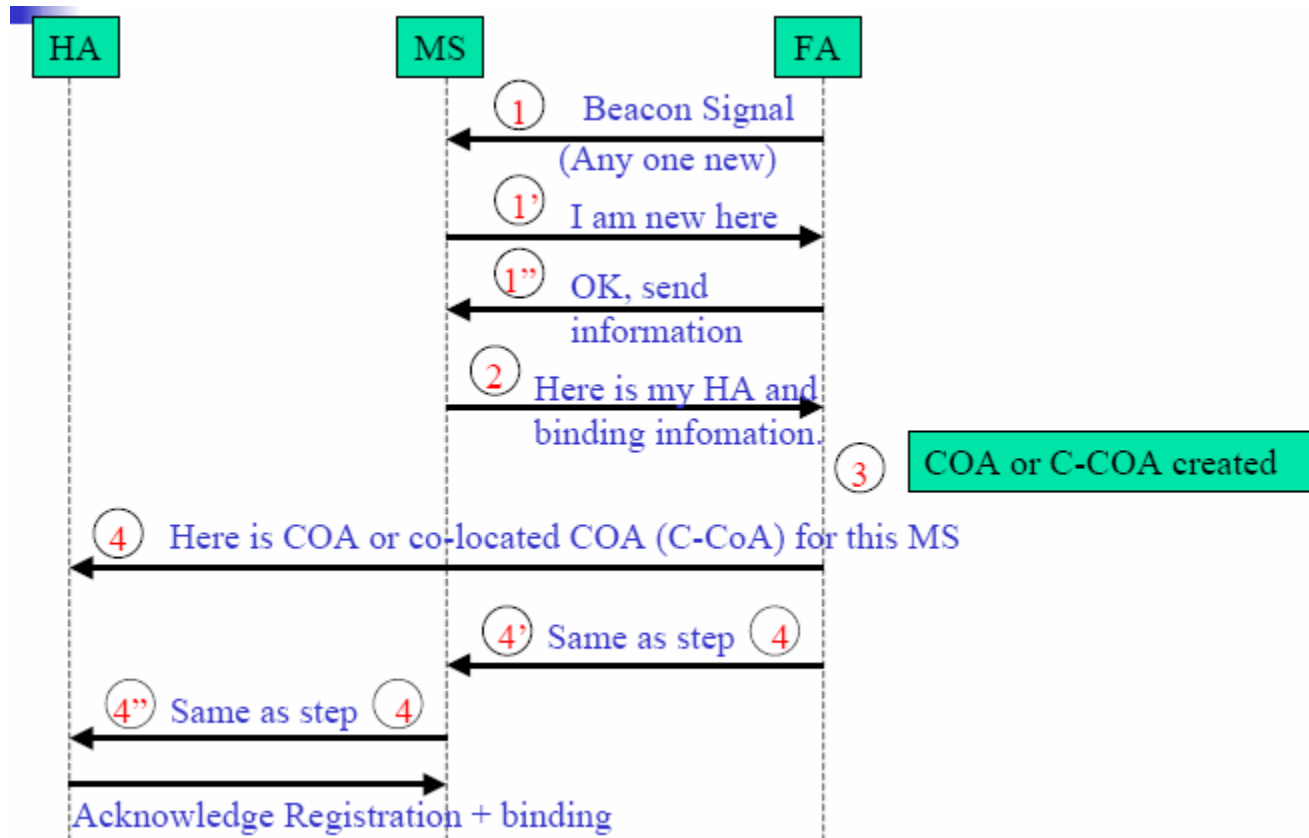 HA
MS
FA
1
Beacon Signal
(Any one new)
1’
I am new here
1”
OK, send
information
2
Here is my HA and
binding infomation.
3
COA or C-COA created
4
Here is COA or co-located COA (C-CoA) for this MS
4’
Same as step 4
4”
Same as step 4
Acknowledge Registration + binding